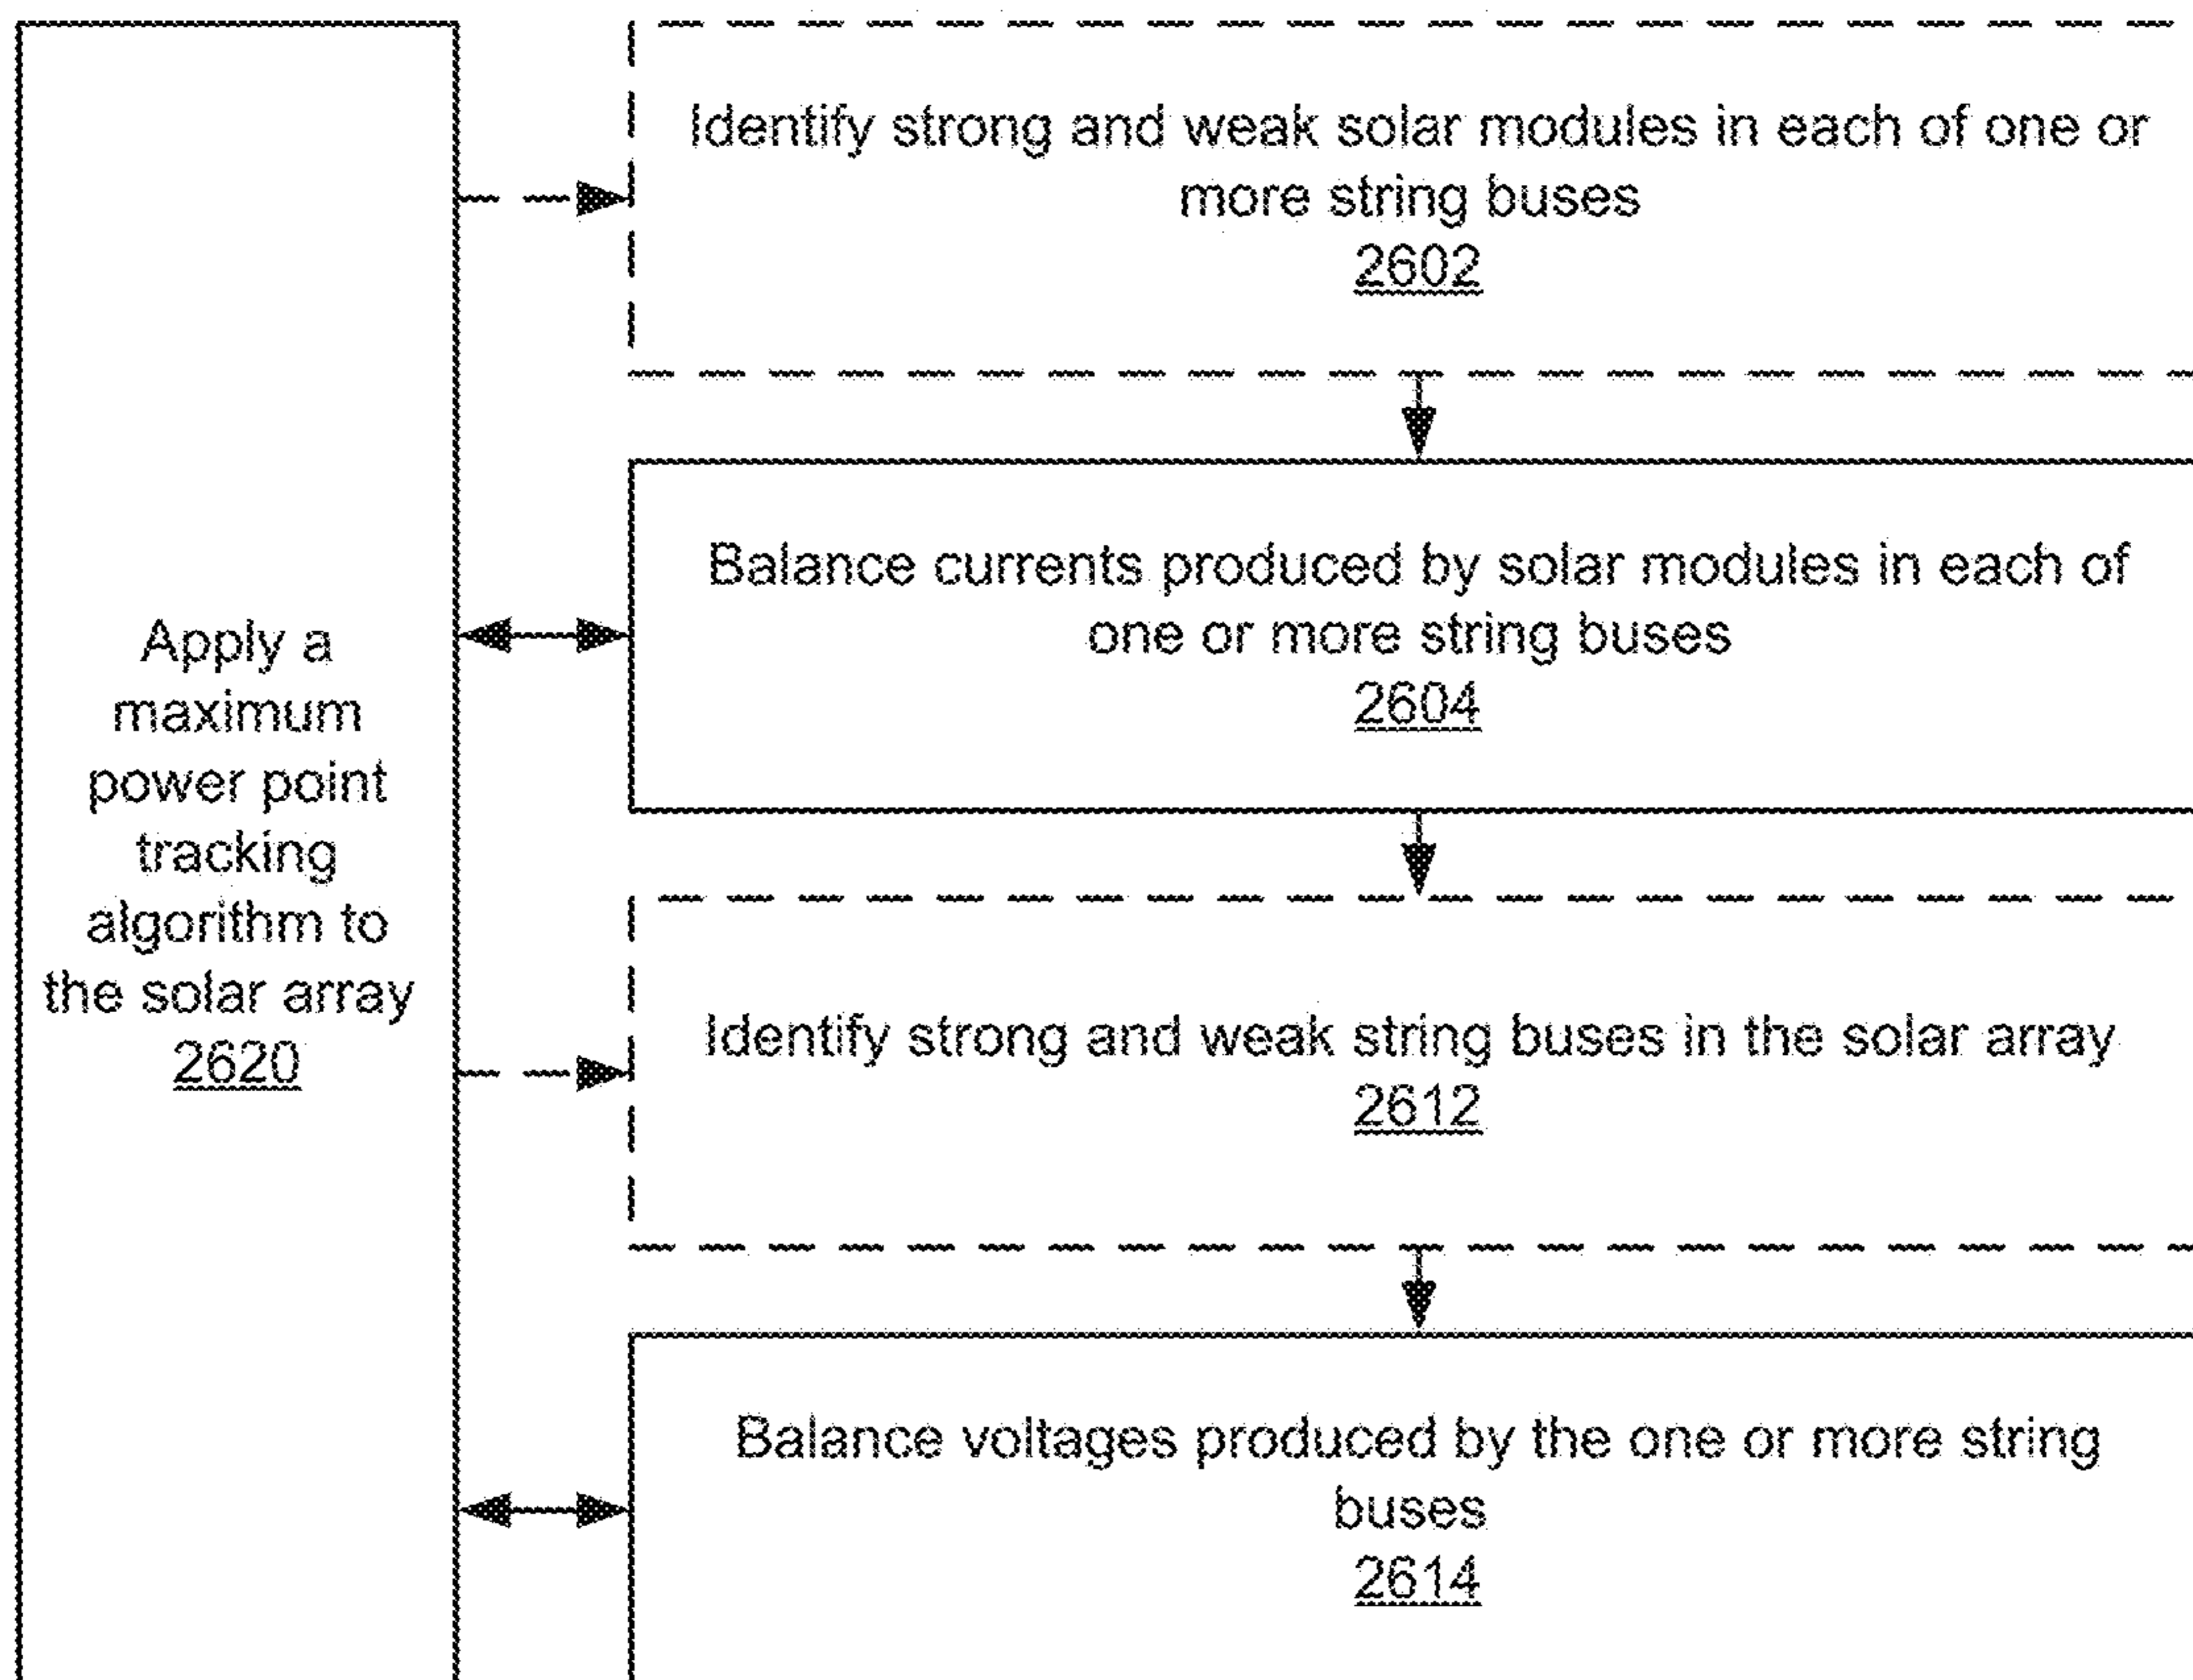 Apply a
maximum
power point
tracking
algorithm to
the solar array
2620
Identify strong and weak solar modules in each of one or
more string buses
2602
Balance currents produced by solar modules in each of
one or more string buses
2604
Identify strong and weak string buses in the solar array
2612
Balance voltages produced by the one or more string
buses
2614